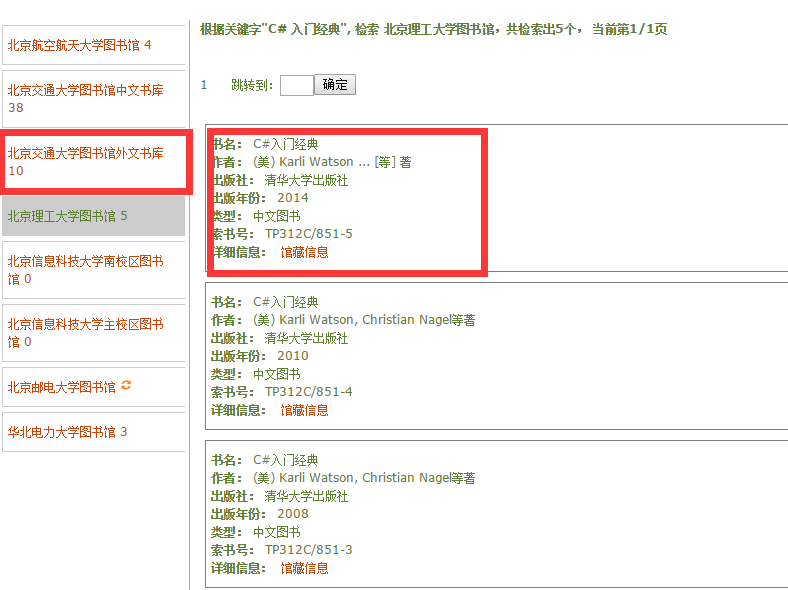 北京航空航天大学图书馆 4
北京交通大学图书馆中文书库
38
北京交通大学图书馆外文书库
10
北京理工大学图书馆 5
北京信息科技大学南校区图书
馆 0
北京信息科技大学主校区图书
馆 0
北京邮电大学图书馆
华北电力大学图书馆 3
根据关键字"C# 入门经典", 检索 北京理工大学图书馆，共检索出5个， 当前第1/1页
1 跳转到： 确定
书名： C#入门经典
作者： (美) Karli Watson ... [等] 著
出版社： 清华大学出版社
出版年份： 2014
类型： 中文图书
索书号： TP312C/851-5
详细信息： 馆藏信息
书名： C#入门经典
作者： (美) Karli Watson, Christian Nagel等著
出版社： 清华大学出版社
出版年份： 2010
类型： 中文图书
索书号： TP312C/851-4
详细信息： 馆藏信息
书名： C#入门经典
作者： (美) Karli Watson, Christian Nagel等著
出版社： 清华大学出版社
出版年份： 2008
类型： 中文图书
索书号： TP312C/851-3
详细信息： 馆藏信息